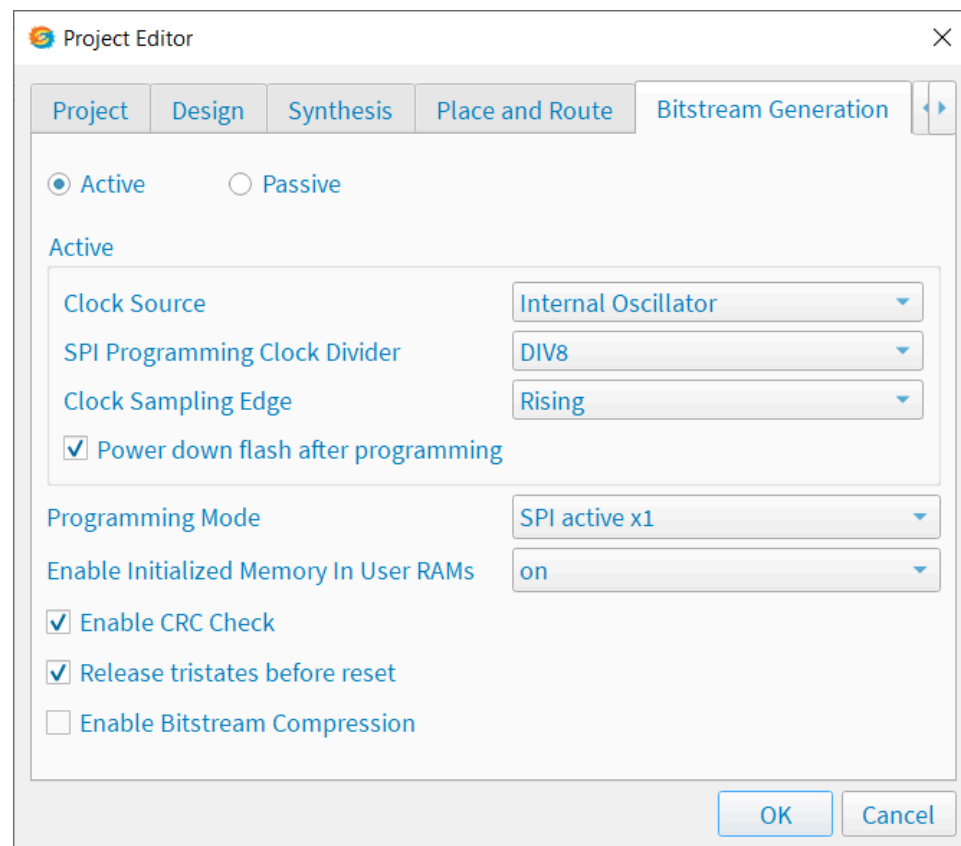 Project Editor
Project Design Synthesis Place and Route Bitstream Generation
Active Passive
Active
Clock Source Internal Oscillator
SPI Programming Clock Divider DIV8
Clock Sampling Edge Rising
Power down flash after programming
Programming Mode SPI active x1
Enable Initialized Memory In User RAMs on
Enable CRC Check
Release tristates before reset
Enable Bitstream Compression
OK Cancel